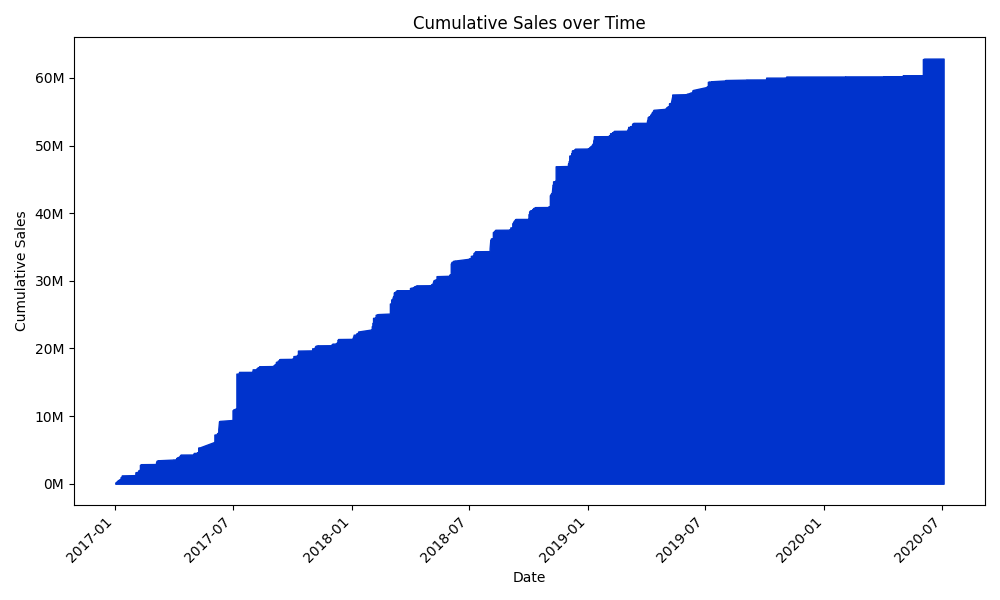 Cumulative Sales over Time
Cumulative Sales
60M
50M
40M
30M
20M
10M
0M
2017-01
2017-07
2018-01
2018-07
2019-01
2019-07
2020-01
2020-07
Date